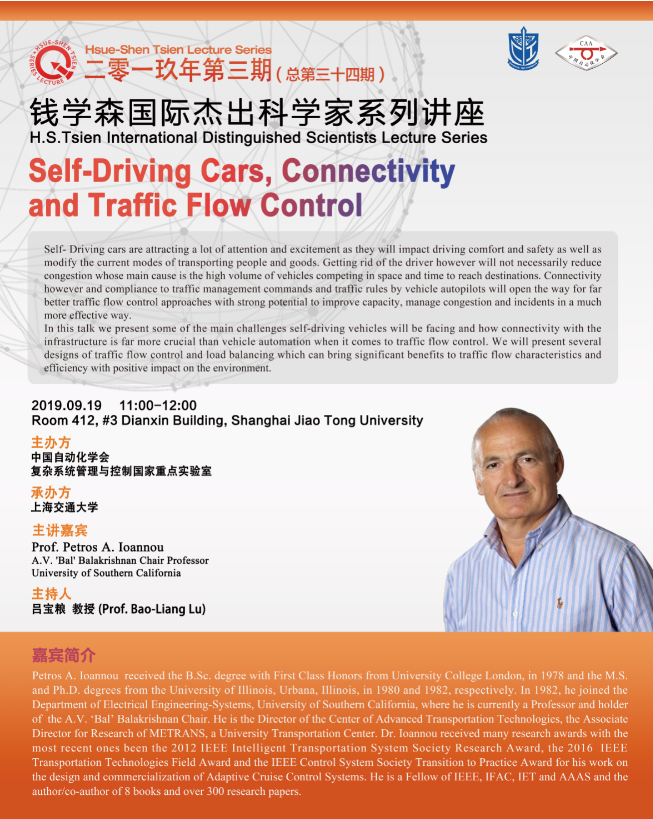 HSUE-SHEN TSIEN
LECTURE SERIES
Hsue-Shen Tsien Lecture Series
二零一玖年第三期(总第三十四期)
CAA
钱学森国际杰出科学家系列讲座
H.S.Tsien International Distinguished Scientists Lecture Series
Self-Driving Cars, Connectivity
and Traffic Flow Control
Self- Driving cars are attracting a lot of attention and excitement as they will impact driving comfort and safety as well as
modify the current modes of transporting people and goods. Getting rid of the driver however will not necessarily reduce
congestion whose main cause is the high volume of vehicles competing in space and time to reach destinations. Connectivity
however and compliance to traffic management commands and traffic rules by vehicle autopilots will open the way for far
better traffic flow control approaches with strong potential to improve capacity, manage congestion and incidents in a much
more effective way.
In this talk we present some of the main challenges self-driving vehicles will be facing and how connectivity with the
infrastructure is far more crucial than vehicle automation when it comes to traffic flow control. We will present several
designs of traffic flow control and load balancing which can bring significant benefits to traffic flow characteristics and
efficiency with positive impact on the environment.
2019.09.19 11:00-12:00
Room 412, #3 Dianxin Building, Shanghai Jiao Tong University
主办方
中国自动化学会
复杂系统管理与控制国家重点实验室
承办方
上海交通大学
主讲嘉宾
Prof. Petros A. Ioannou
A.V. 'Bal' Balakrishnan Chair Professor
University of Southern California
主持人
吕宝粮 教授 (Prof. Bao-Liang Lu)
嘉宾简介
Petros A. Ioannou received the B.Sc. degree with First Class Honors from University College London, in 1978 and the M.S.
and Ph.D. degrees from the University of Illinois, Urbana, Illinois, in 1980 and 1982, respectively. In 1982, he joined the
Department of Electrical Engineering-Systems, University of Southern California, where he is currently a Professor and holder
of the A.V. ‘Bal’ Balakrishnan Chair. He is the Director of the Center of Advanced Transportation Technologies, the Associate
Director for Research of METRANS, a University Transportation Center. Dr. Ioannou received many research awards with the
most recent ones been the 2012 IEEE Intelligent Transportation System Society Research Award, the 2016 IEEE
Transportation Technologies Field Award and the IEEE Control System Society Transition to Practice Award for his work on
the design and commercialization of Adaptive Cruise Control Systems. He is a Fellow of IEEE, IFAC, IET and AAAS and the
author/co-author of 8 books and over 300 research papers.